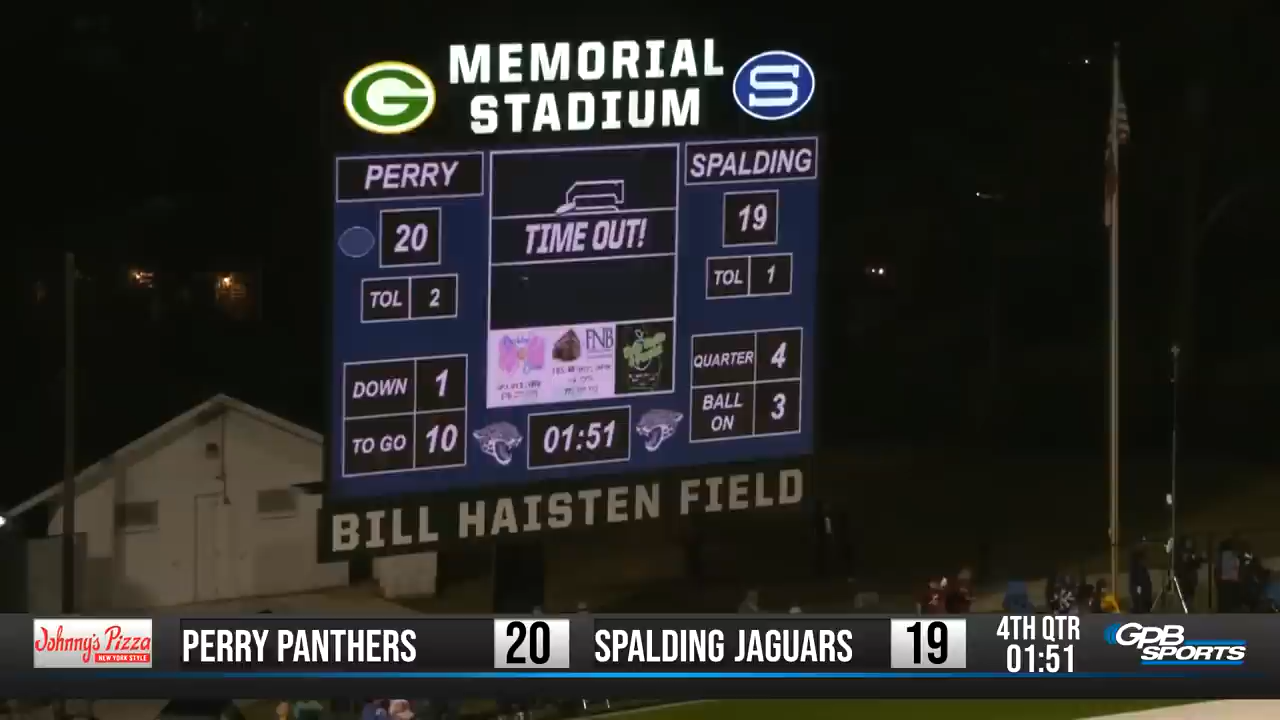 G
MEMORIAL
STADIUM
S
PERRY
20
TOL 2
TIME OUT!
SPALDING
19
TOL 1
FNB
DOWN 1
TO GO 10
QUARTER 4
BALL ON 3
01:51
BILL HAISTEN FIELD
Johnny's Pizza
NEW YORK STYLE
PERRY PANTHERS 20 SPALDING JAGUARS 19
4TH QTR
01:51
GPB
SPORTS